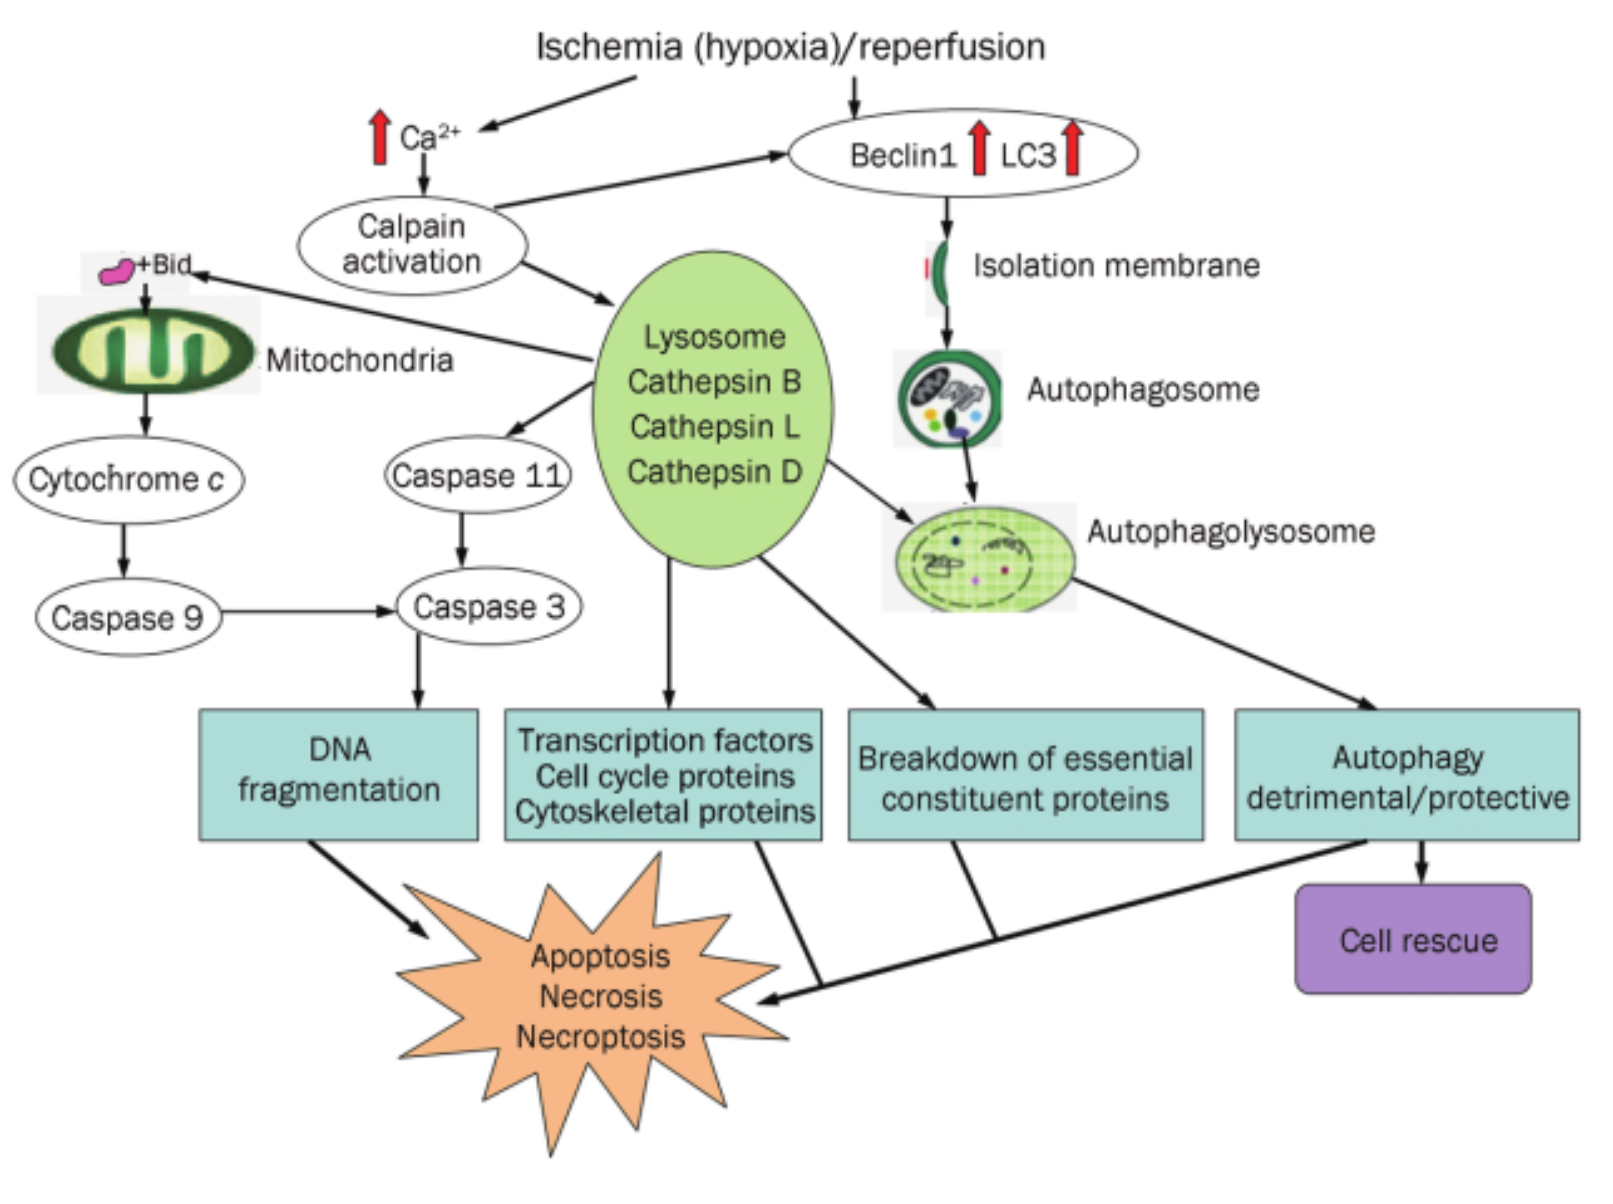 Ischemia (hypoxia)/reperfusion
Ca²⁺
Beclin1 LC3
Calpain
activation
+Bid
Isolation membrane
Mitochondria
Lysosome
Cathepsin B
Cathepsin L
Cathepsin D
Autophagosome
Cytochrome c
Caspase 11
Autophagolysosome
Caspase 9
Caspase 3
DNA
fragmentation
Transcription factors
Cell cycle proteins
Cytoskeletal proteins
Breakdown of essential
constituent proteins
Autophagy
detrimental/protective
Apoptosis
Necrosis
Necroptosis
Cell rescue